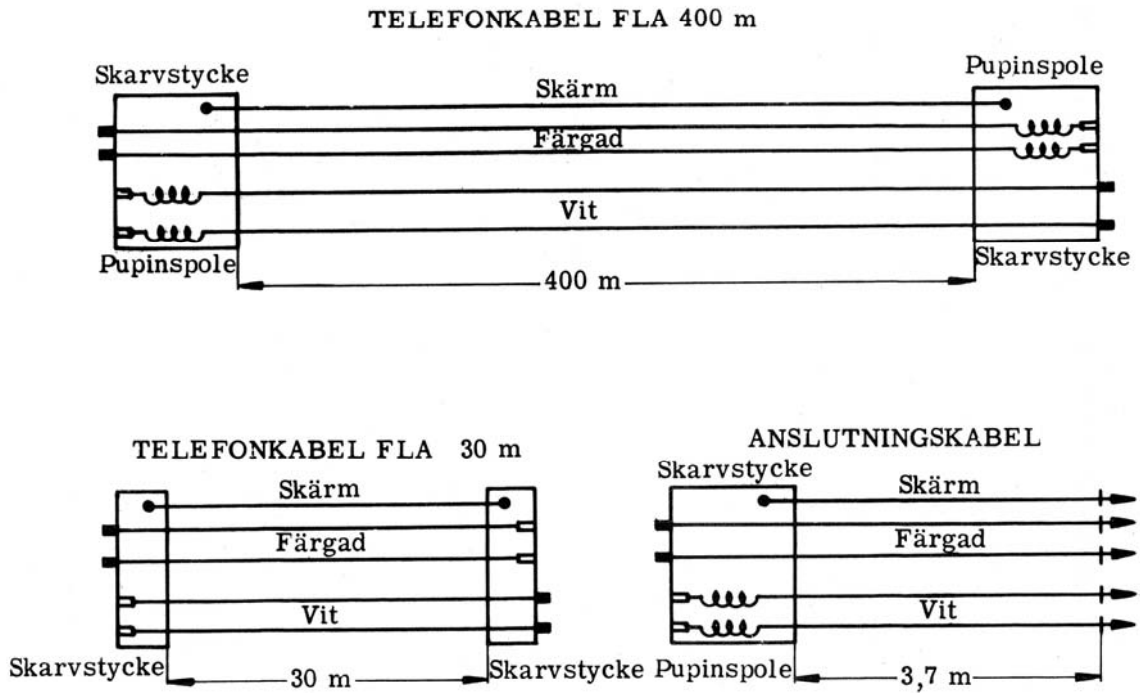 TELEFONKABEL FLA 400 m
Skarvstycke
Pupinspole
Skärm
Färgad
Vit
Pupinspole
Skarvstycke
400 m
TELEFONKABEL FLA 30 m
Skärm
Färgad
Vit
Skarvstycke
30 m
Skarvstycke
ANSLUTNINGSKABEL
Skarvstycke
Skärm
Färgad
Vit
Pupinspole
3,7 m